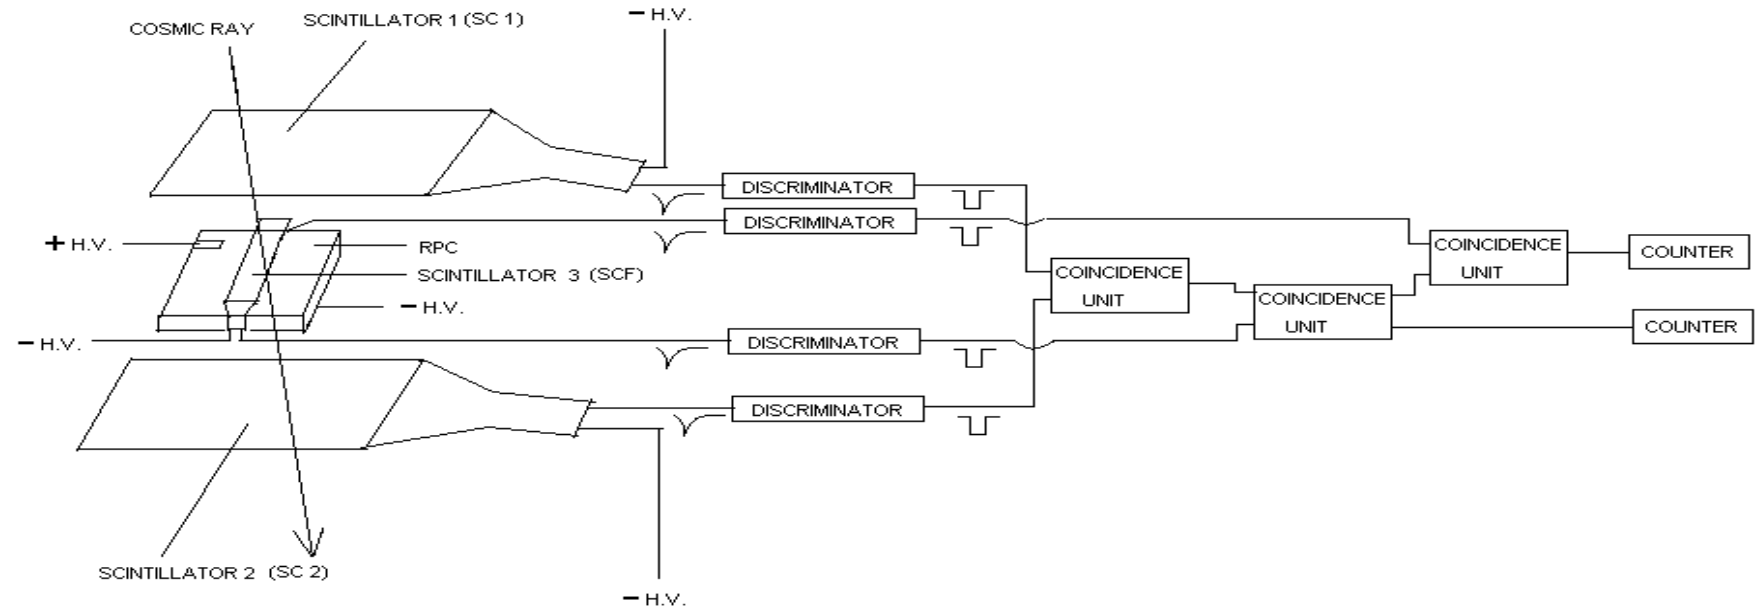 SCINTILLATOR 1 (SC 1)
− H.V.
COSMIC RAY
DISCRIMINATOR
DISCRIMINATOR
+ H.V.
RPC
COINCIDENCE
UNIT
COUNTER
SCINTILLATOR 3 (SCF)
COINCIDENCE
UNIT
COINCIDENCE
UNIT
− H.V.
COUNTER
− H.V.
DISCRIMINATOR
DISCRIMINATOR
SCINTILLATOR 2 (SC 2)
− H.V.